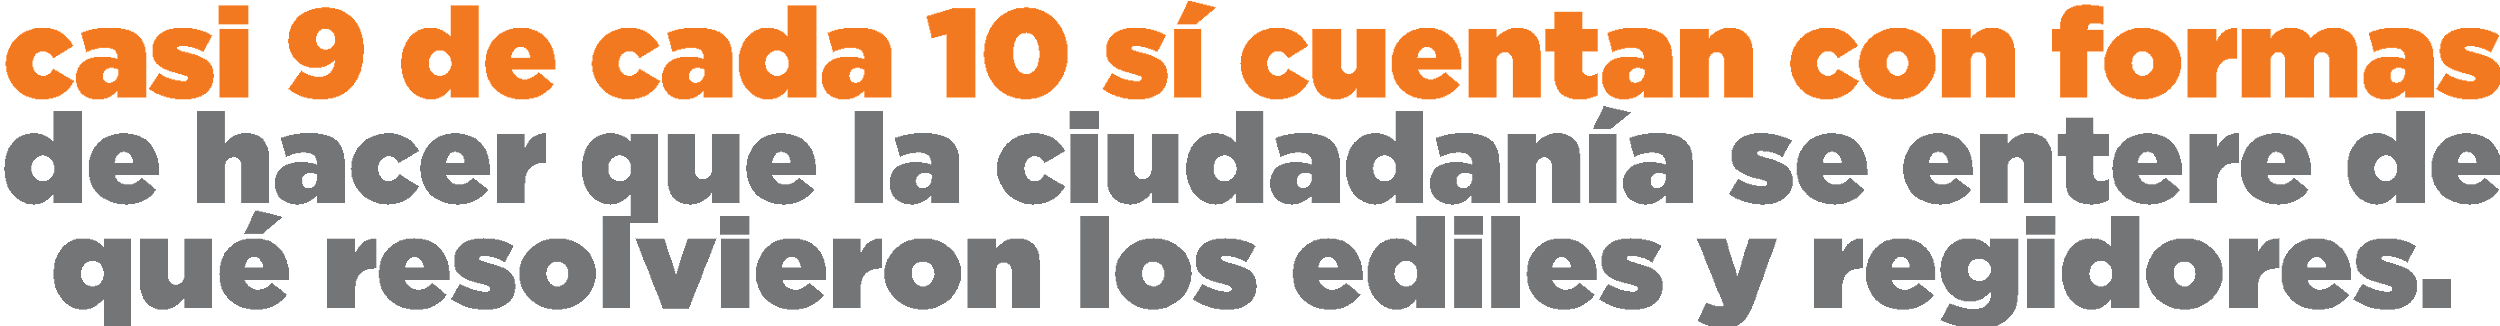 casi 9 de cada 10 sí cuentan con formas
de hacer que la ciudadanía se entere de
qué resolvieron los ediles y regidores.